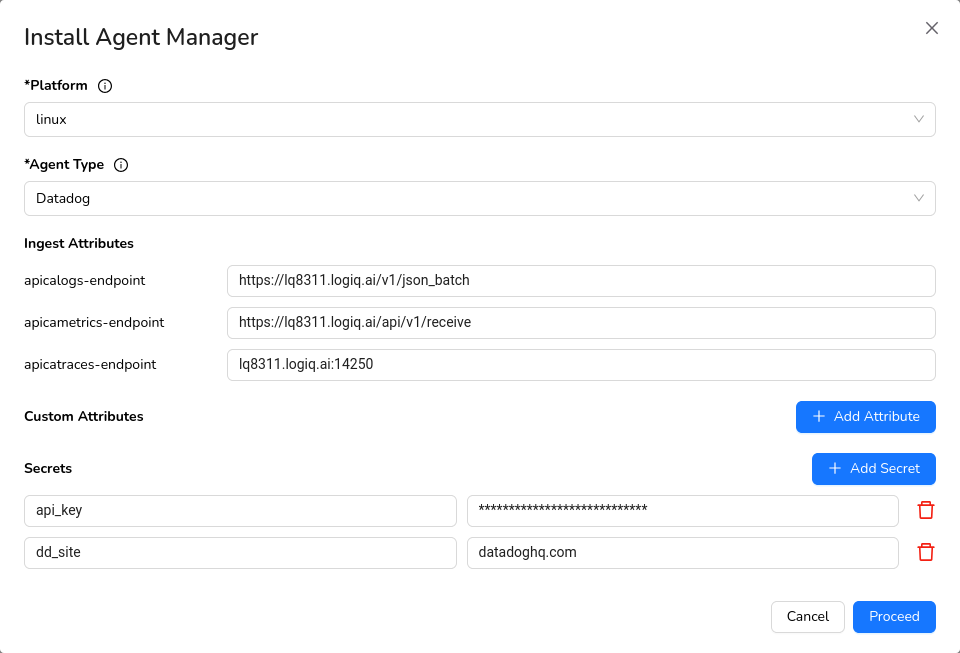 Install Agent Manager
*Platform
linux
*Agent Type
Datadog
Ingest Attributes
apicalogs-endpoint https://lq8311.logiq.ai/v1/json_batch
apicametrics-endpoint https://lq8311.logiq.ai/api/v1/receive
apicatraces-endpoint lq8311.logiq.ai:14250
Custom Attributes + Add Attribute
Secrets + Add Secret
api_key ****************************
dd_site datadoghq.com
Cancel Proceed